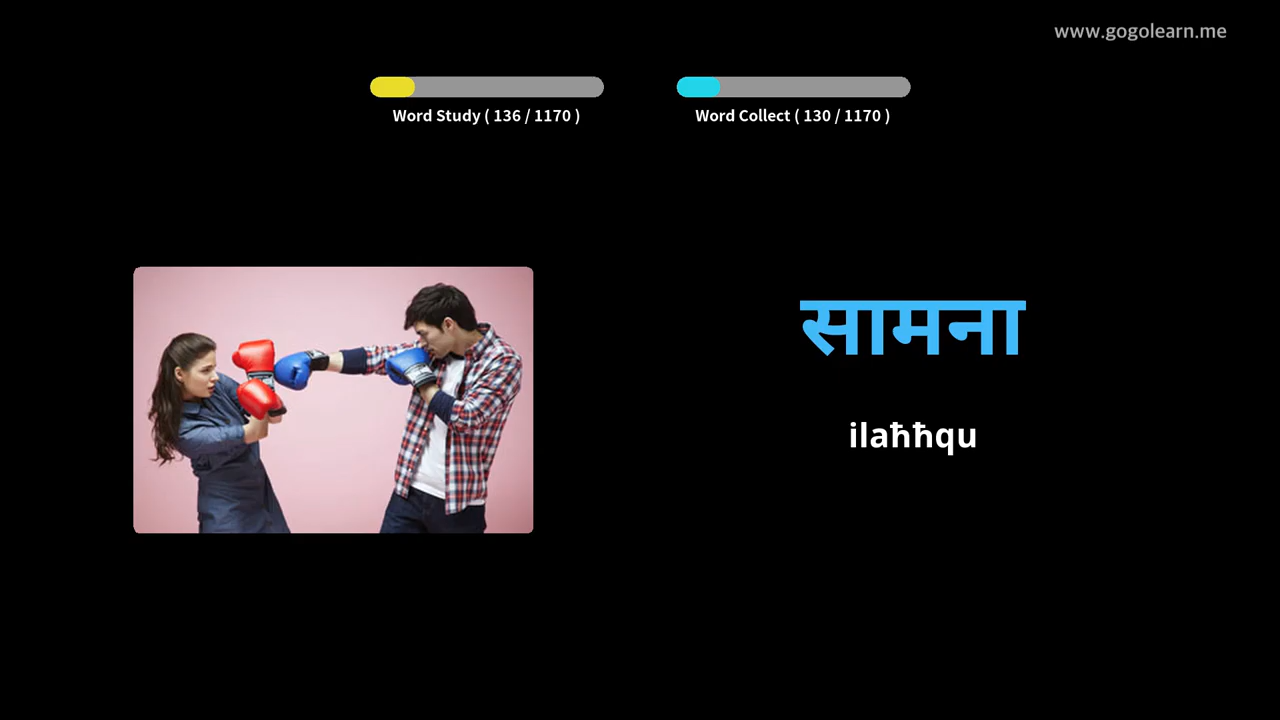 www.gogolearn.me
Word Study ( 136 / 1170 )
Word Collect ( 130 / 1170 )
सामना
ilaħħqu